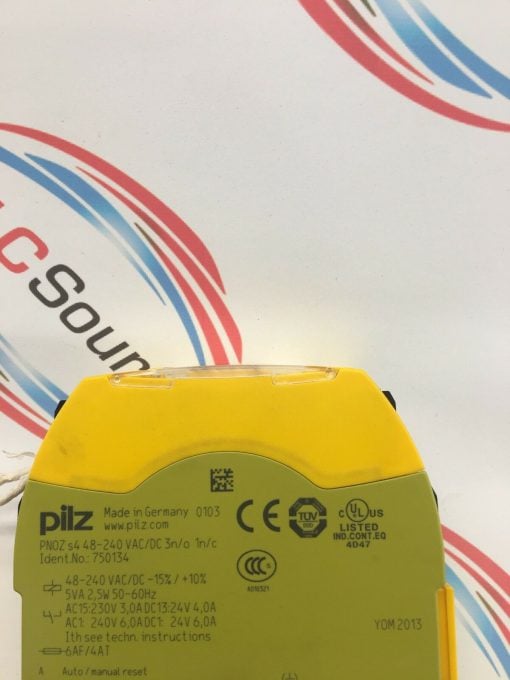 C
Sour
pilz
Made in Germany 0103
www.pilz.com
PNOZ s4 48-240 VAC/DC 3n/o 1n/c
Ident.No.: 750134
48-240 VAC/DC -15% / +10%
5VA 2,5W 50-60Hz
AC15:230V 3,0A DC13:24V 4,0A
AC1: 240V 6,0A DC1: 24V 6,0A
Ith see techn. instructions
6AF/4AT
A Auto/manual reset
CE
TÜV
c UL US
LISTED
IND.CONT.EQ
4D47
CCC
A010321
YOM 2013